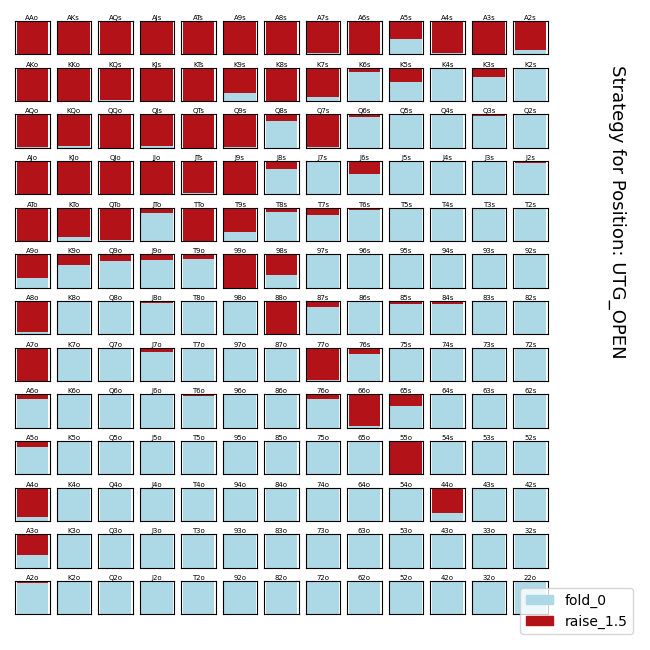 AAo AKs AQs AJs ATs A9s A8s A7s A6s A5s A4s A3s A2s
AKo KKo KQs KJs KTs K9s K8s K7s K6s K5s K4s K3s K2s
AQo KQo QQo QJs QTs Q9s Q8s Q7s Q6s Q5s Q4s Q3s Q2s
AJo KJo QJo JJo JTs J9s J8s J7s J6s J5s J4s J3s J2s
ATo KTo QTo JTo TTo T9s T8s T7s T6s T5s T4s T3s T2s
A9o K9o Q9o J9o T9o 99o 98s 97s 96s 95s 94s 93s 92s
A8o K8o Q8o J8o T8o 98o 88o 87s 86s 85s 84s 83s 82s
A7o K7o Q7o J7o T7o 97o 87o 77o 76s 75s 74s 73s 72s
A6o K6o Q6o J6o T6o 96o 86o 76o 66o 65s 64s 63s 62s
A5o K5o Q5o J5o T5o 95o 85o 75o 65o 55o 54s 53s 52s
A4o K4o Q4o J4o T4o 94o 84o 74o 64o 54o 44o 43s 42s
A3o K3o Q3o J3o T3o 93o 83o 73o 63o 53o 43o 33o 32s
A2o K2o Q2o J2o T2o 92o 82o 72o 62o 52o 42o 32o 22o
Strategy for Position: UTG_OPEN
fold_0
raise_1.5